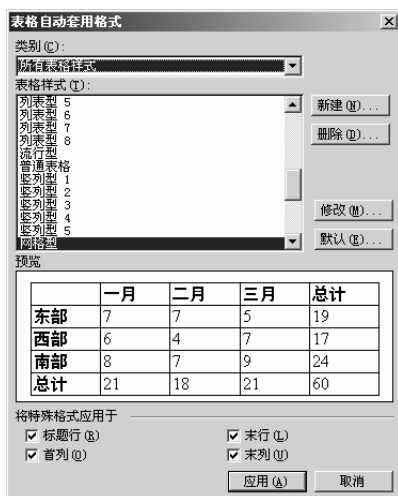 表格自动套用格式
类别(C):
所有表格样式
表格样式(T):
列表型 5
列表型 6
列表型 7
列表型 8
流行型
普通表格
竖列型 1
竖列型 2
竖列型 3
竖列型 4
竖列型 5
网格型
新建(N)...
删除(D)...
修改(M)...
默认(E)...
预览
一月 二月 三月 总计
东部 7 7 5 19
西部 6 4 7 17
南部 8 7 9 24
总计 21 18 21 60
将特殊格式应用于
标题行(R) 末行(L)
首列(O) 末列(U)
应用(A) 取消